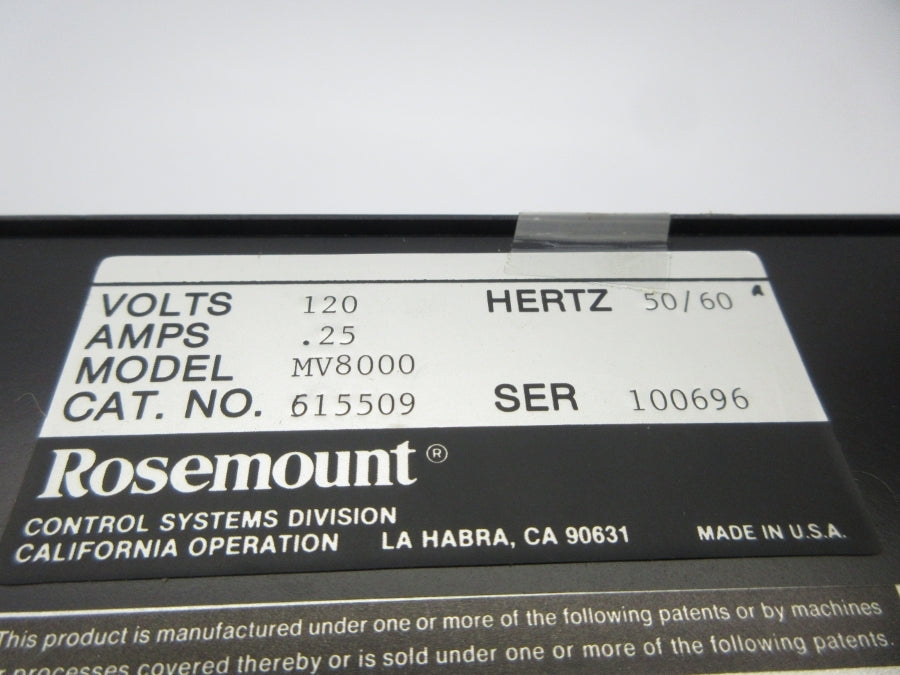 VOLTS 120 HERTZ 50/60
AMPS .25
MODEL MV8000
CAT. NO. 615509 SER 100696
Rosemount®
CONTROL SYSTEMS DIVISION
CALIFORNIA OPERATION LA HABRA, CA 90631 MADE IN U.S.A.
This product is manufactured under one or more of the following patents or by machines
r processes covered thereby or is sold under one or more of the following patents.